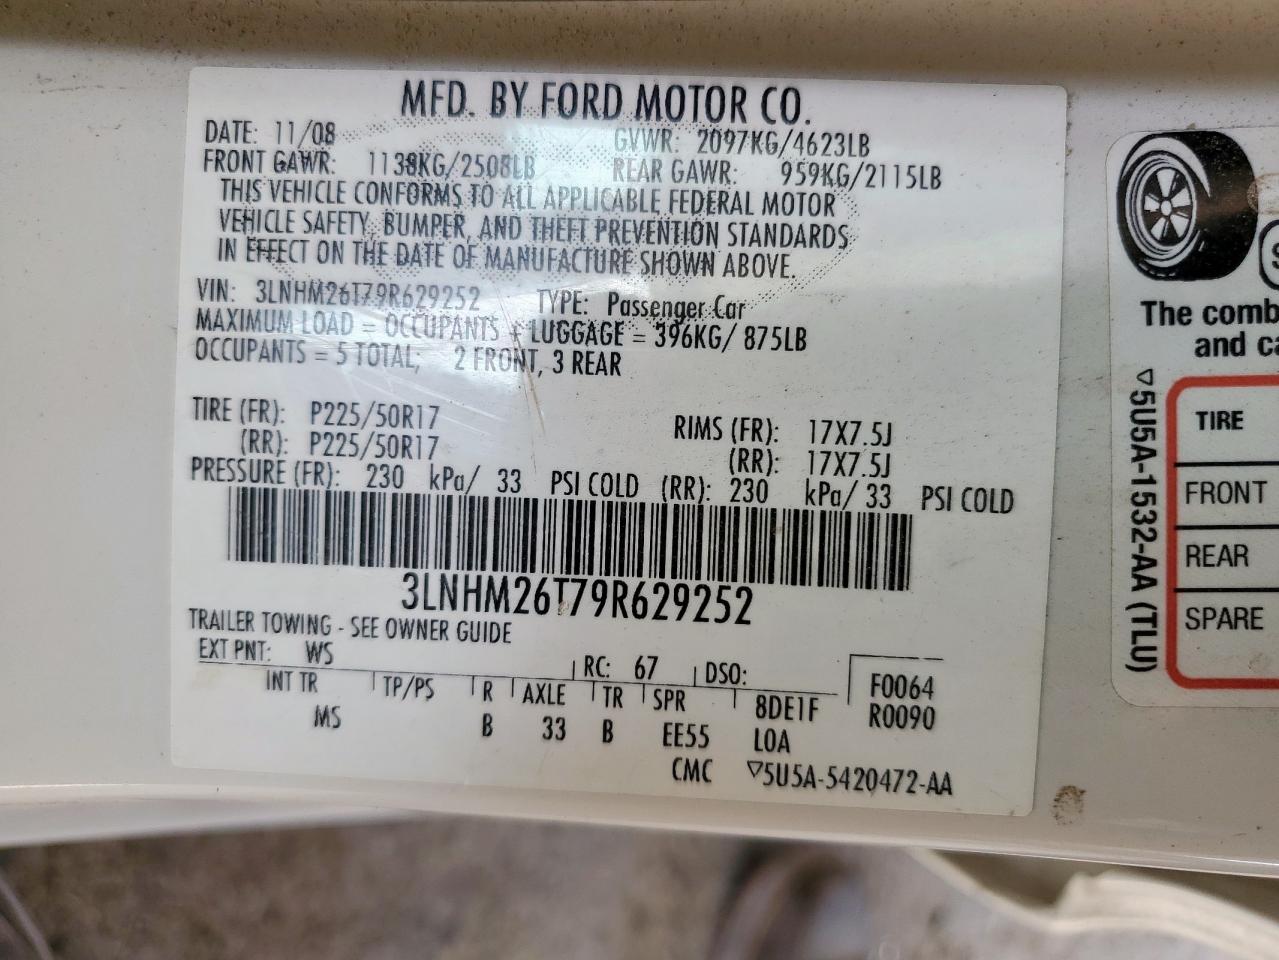 MFD. BY FORD MOTOR CO.
DATE: 11/08 GVWR: 2097KG/4623LB
FRONT GAWR: 1138KG/2508LB REAR GAWR: 959KG/2115LB
THIS VEHICLE CONFORMS TO ALL APPLICABLE FEDERAL MOTOR
VEHICLE SAFETY, BUMPER, AND THEFT PREVENTION STANDARDS
IN EFFECT ON THE DATE OF MANUFACTURE SHOWN ABOVE.
VIN: 3LNHM26T79R629252 TYPE: Passenger Car
MAXIMUM LOAD = OCCUPANTS + LUGGAGE = 396KG/ 875LB
OCCUPANTS = 5 TOTAL, 2 FRONT, 3 REAR
TIRE (FR): P225/50R17 RIMS (FR): 17X7.5J
(RR): P225/50R17 (RR): 17X7.5J
PRESSURE (FR): 230 kPa/ 33 PSI COLD (RR): 230 kPa/ 33 PSI COLD
3LNHM26T79R629252
TRAILER TOWING - SEE OWNER GUIDE
EXT PNT: WS RC: 67 DSO: F0064
INT TR TP/PS R AXLE TR SPR 8DE1F R0090
MS B 33 B EE55 LOA
CMC ▽5U5A-5420472-AA
The comb
and ca
▽5U5A-1532-AA (TLU)
TIRE
FRONT
REAR
SPARE